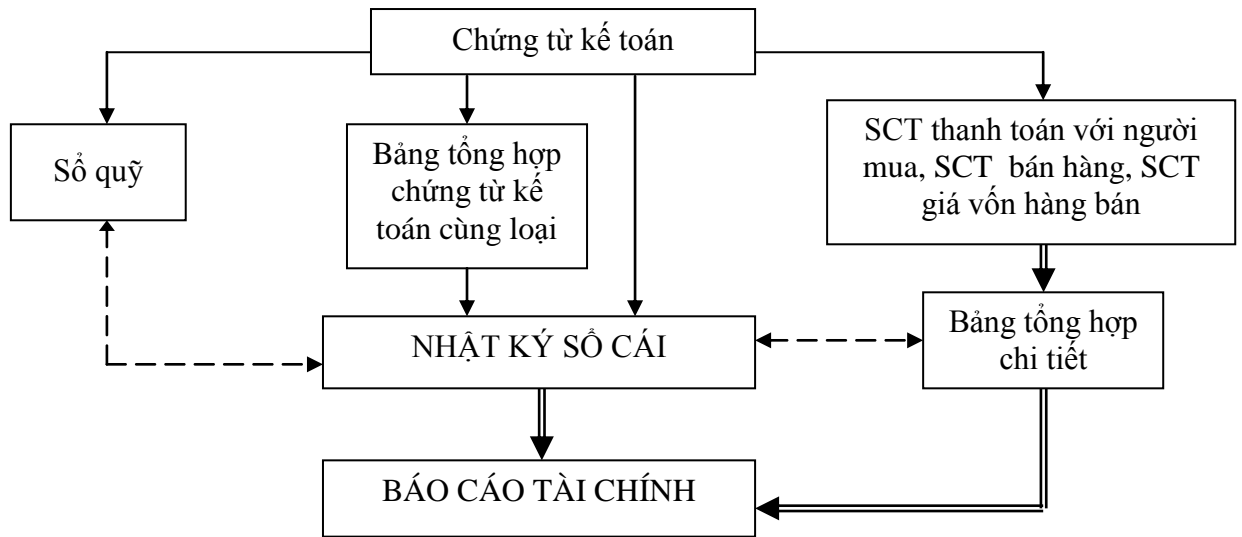 Chứng từ kế toán
Sổ quỹ
Bảng tổng hợp
chứng từ kế
toán cùng loại
SCT thanh toán với người
mua, SCT bán hàng, SCT
giá vốn hàng bán
NHẬT KÝ SỔ CÁI
Bảng tổng hợp
chi tiết
BÁO CÁO TÀI CHÍNH